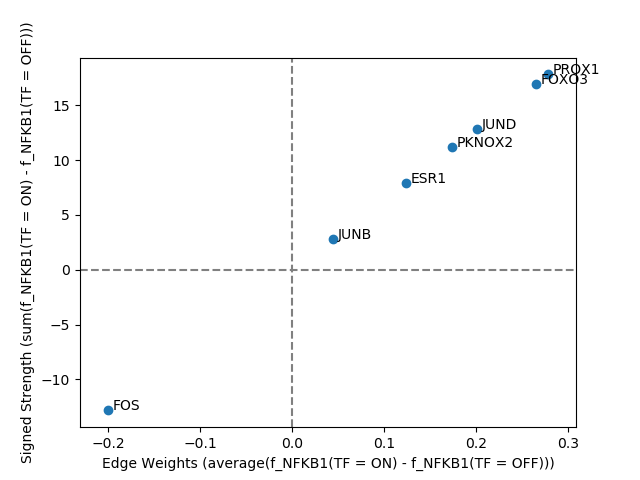 Signed Strength (sum(f_NFKB1(TF = ON) - f_NFKB1(TF = OFF)))
15
10
5
0
−5
−10
PROX1
FOXO3
JUND
PKNOX2
ESR1
JUNB
FOS
−0.2 −0.1 0.0 0.1 0.2 0.3
Edge Weights (average(f_NFKB1(TF = ON) - f_NFKB1(TF = OFF)))